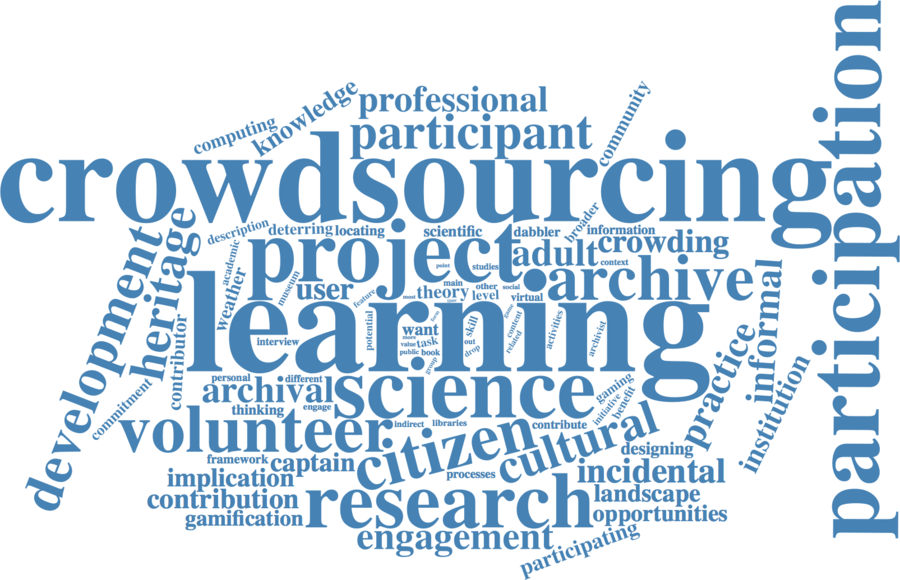 participation
professional
knowledge
computing
community
participant
crowdsourcing
description
deterring
locating
scientific
dabbler
broader
information
development
heritage
academic
project
adult
crowding
context
weather
museum
point
studies
archive
user
main
theory
other
level
social
virtual
feature
most
learning
potential
want
more
task
value
public
book
group
skill
out
drop
game
content
related
activities
archivist
interview
informal
practice
institution
contributor
commitment
personal
different
archival
science
gaming
initiative
benefit
thinking
engage
volunteer
indirect
libraries
contribute
citizen
cultural
designing
framework
captain
processes
incidental
implication
contribution
research
landscape
gamification
opportunities
engagement
participating